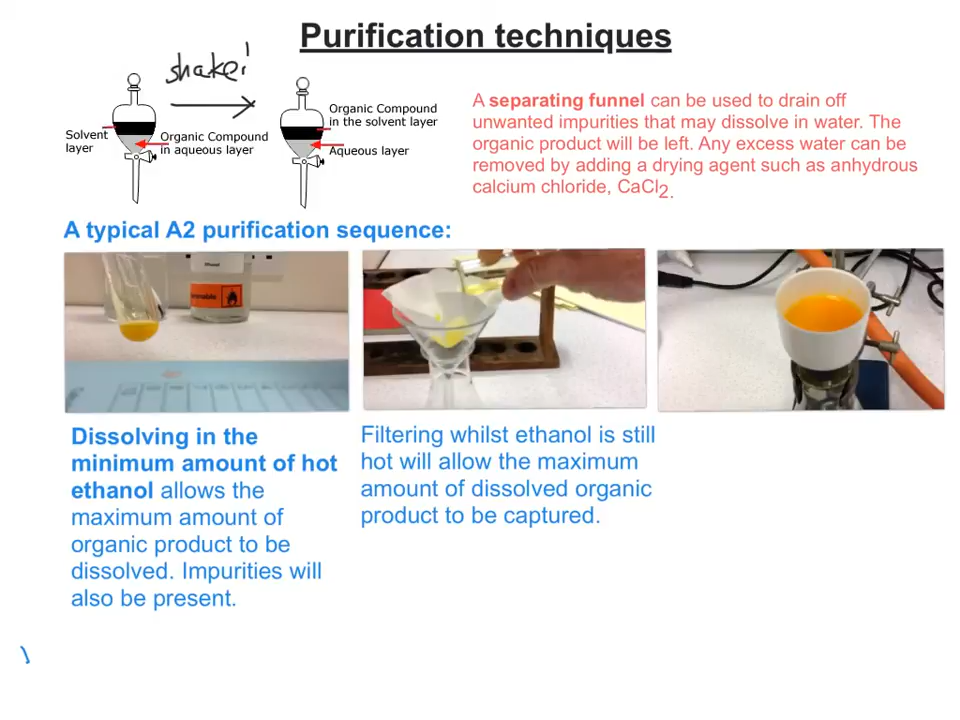 Purification techniques
shake!
Solvent
layer
Organic Compound
in aqueous layer
Organic Compound
in the solvent layer
Aqueous layer
A separating funnel can be used to drain off
unwanted impurities that may dissolve in water. The
organic product will be left. Any excess water can be
removed by adding a drying agent such as anhydrous
calcium chloride, CaCl2.
A typical A2 purification sequence:
Ethanol
Dissolving in the
minimum amount of hot
ethanol allows the
maximum amount of
organic product to be
dissolved. Impurities will
also be present.
Filtering whilst ethanol is still
hot will allow the maximum
amount of dissolved organic
product to be captured.